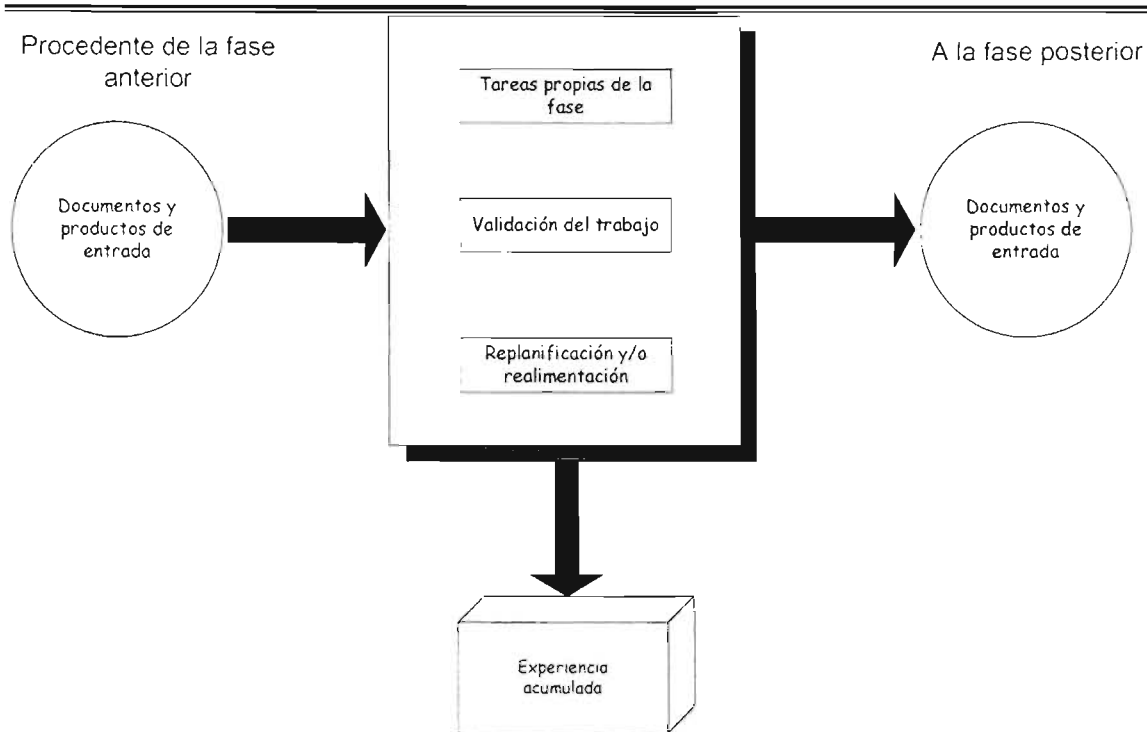 Procedente de la fase
anterior
A la fase posterior
Tareas propias de la
fase
Documentos y
productos de
entrada
Validación del trabajo
Documentos y
productos de
entrada
Replanificación y/o
realimentación
Experiencia
acumulada